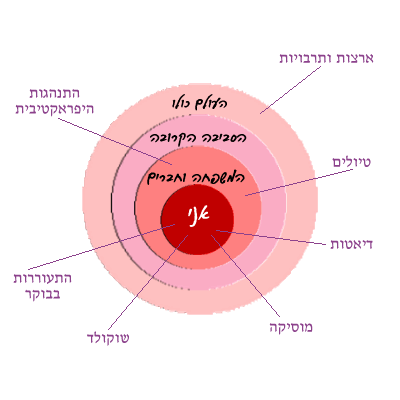 ארצות ותרבויות
התנהגות
היפראקטיבית
העולם כולו
הסביבה הקרובה
טיולים
המשפחה וחברים
אני
דיאטות
התעוררות
בבוקר
מוסיקה
שוקולד